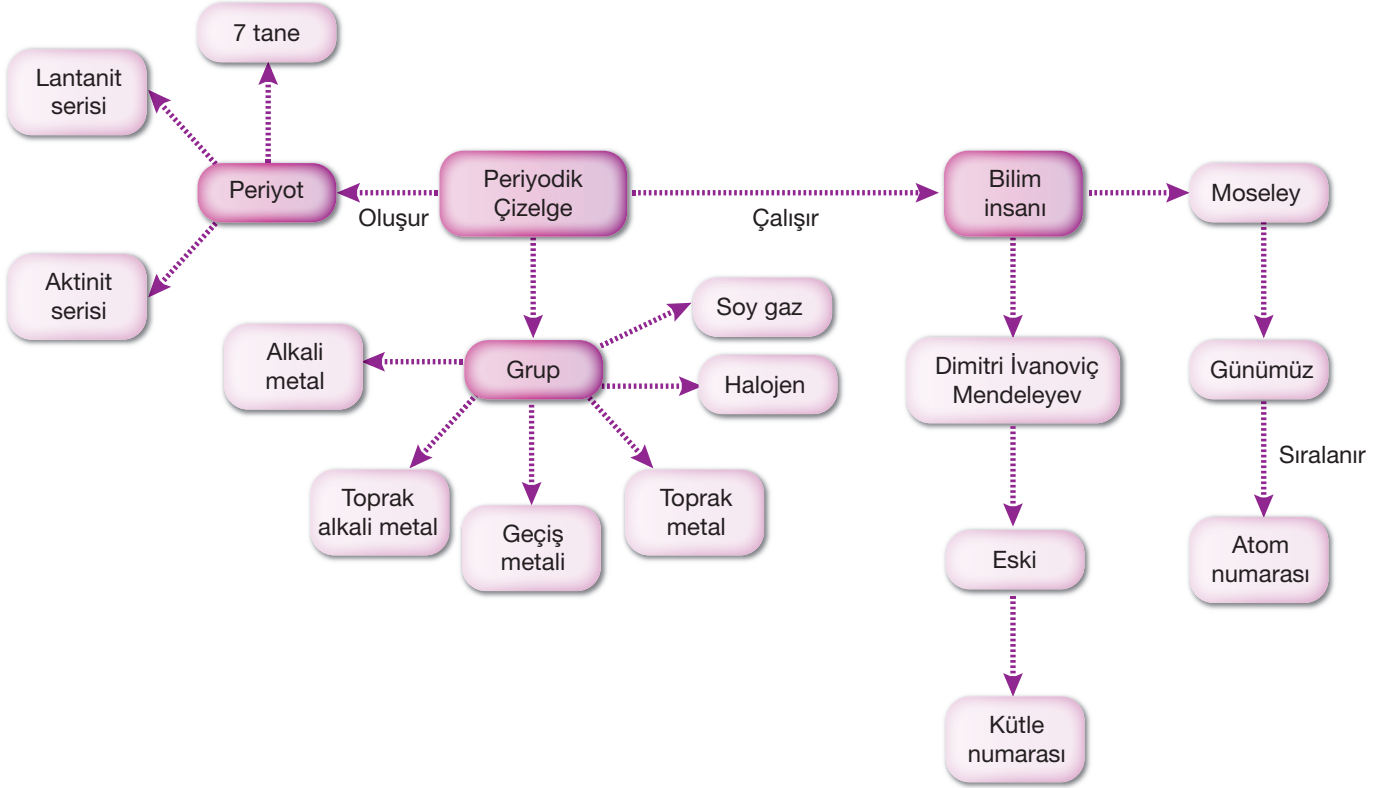 7 tane
Lantanit
serisi
Periyot
Aktinit
serisi
Oluşur
Periyodik
Çizelge
Çalışır
Bilim
insanı
Moseley
Grup
Soy gaz
Halojen
Alkali
metal
Toprak
alkali metal
Geçiş
metali
Toprak
metal
Dimitri İvanoviç
Mendeleyev
Eski
Kütle
numarası
Günümüz
Sıralanır
Atom
numarası